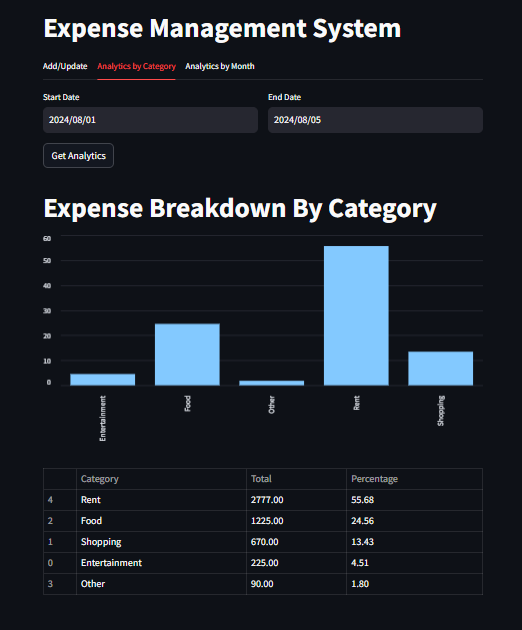 Expense Management System
Add/Update Analytics by Category Analytics by Month
Start Date End Date
2024/08/01 2024/08/05
Get Analytics
Expense Breakdown By Category
60
50
40
30
20
10
0
Entertainment Food Other Rent Shopping
Category Total Percentage
4 Rent 2777.00 55.68
2 Food 1225.00 24.56
1 Shopping 670.00 13.43
0 Entertainment 225.00 4.51
3 Other 90.00 1.80